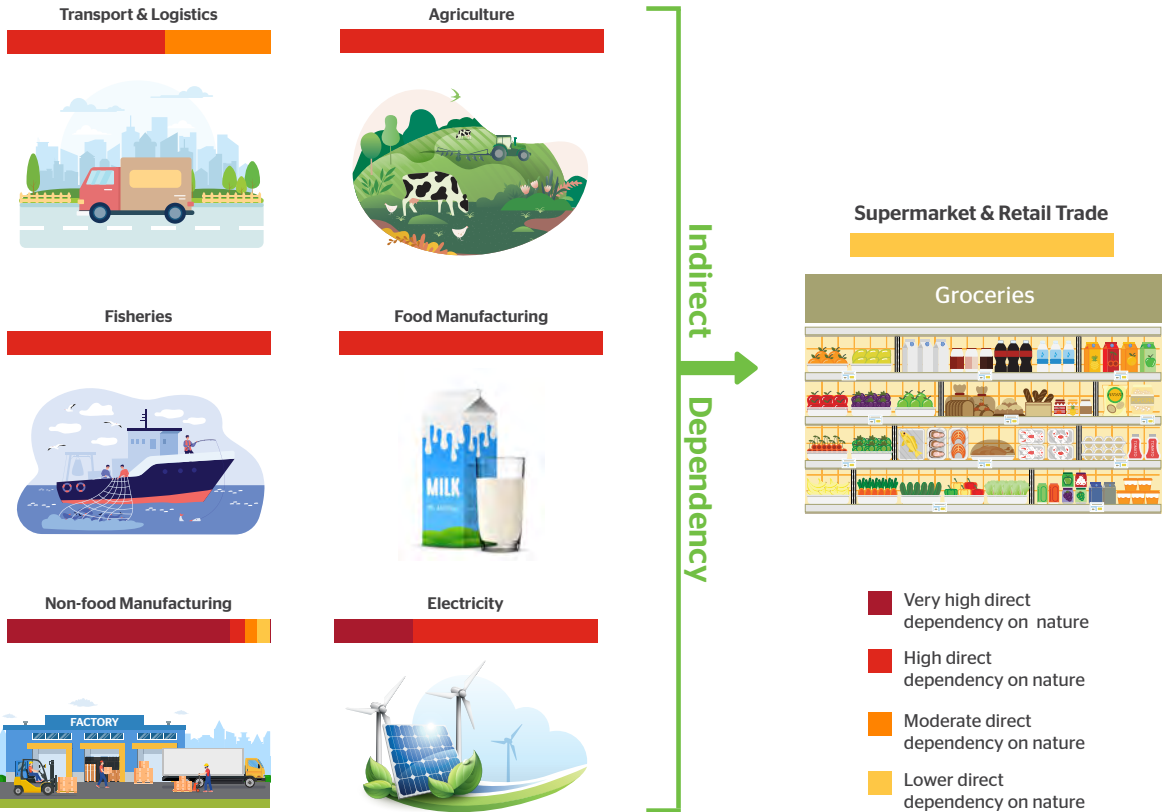 Transport & Logistics
Agriculture
Fisheries
Food Manufacturing
MILK
Non-food Manufacturing
Electricity
FACTORY
Indirect Dependency
Supermarket & Retail Trade
Groceries
Very high direct
dependency on nature
High direct
dependency on nature
Moderate direct
dependency on nature
Lower direct
dependency on nature